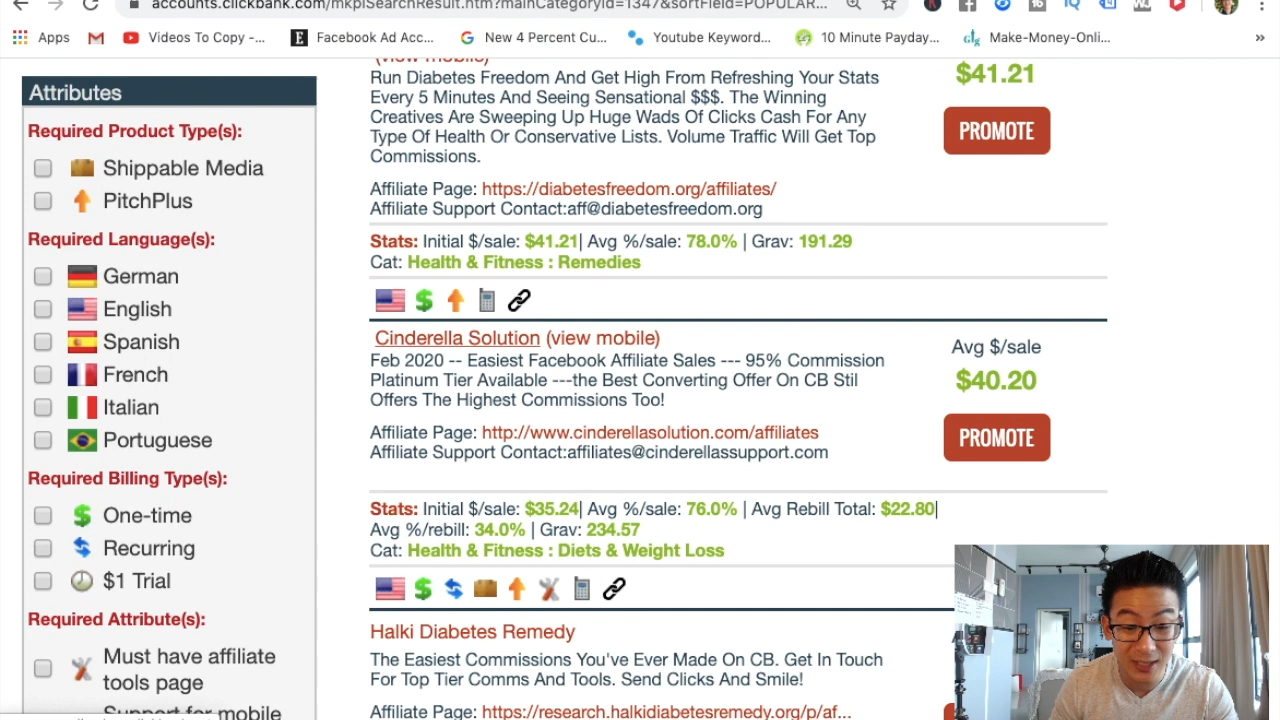 accounts.clickbank.com/mkplSearchResult.htm?mainCategoryId=1347&sortField=POPULAR...
Apps
Videos To Copy -...
Facebook Ad Acc...
New 4 Percent Cu...
Youtube Keyword...
10 Minute Payday...
Make-Money-Onli...
»
Attributes
Required Product Type(s):
Shippable Media
PitchPlus
Required Language(s):
German
English
Spanish
French
Italian
Portuguese
Required Billing Type(s):
One-time
Recurring
$1 Trial
Required Attribute(s):
Must have affiliate
tools page
Support for mobile
(view mobile)
Run Diabetes Freedom And Get High From Refreshing Your Stats
Every 5 Minutes And Seeing Sensational $$$. The Winning
Creatives Are Sweeping Up Huge Wads Of Clicks Cash For Any
Type Of Health Or Conservative Lists. Volume Traffic Will Get Top
Commissions.
Affiliate Page: https://diabetesfreedom.org/affiliates/
Affiliate Support Contact:aff@diabetesfreedom.org
$41.21
PROMOTE
Stats: Initial $/sale: $41.21| Avg %/sale: 78.0% | Grav: 191.29
Cat: Health & Fitness : Remedies
Cinderella Solution (view mobile)
Feb 2020 -- Easiest Facebook Affiliate Sales --- 95% Commission
Platinum Tier Available ---the Best Converting Offer On CB Stil
Offers The Highest Commissions Too!
Affiliate Page: http://www.cinderellasolution.com/affiliates
Affiliate Support Contact:affiliates@cinderellassupport.com
Avg $/sale
$40.20
PROMOTE
Stats: Initial $/sale: $35.24| Avg %/sale: 76.0% | Avg Rebill Total: $22.80|
Avg %/rebill: 34.0% | Grav: 234.57
Cat: Health & Fitness : Diets & Weight Loss
Halki Diabetes Remedy
The Easiest Commissions You've Ever Made On CB. Get In Touch
For Top Tier Comms And Tools. Send Clicks And Smile!
Affiliate Page: https://research.halkidiabetesremedy.org/p/af...